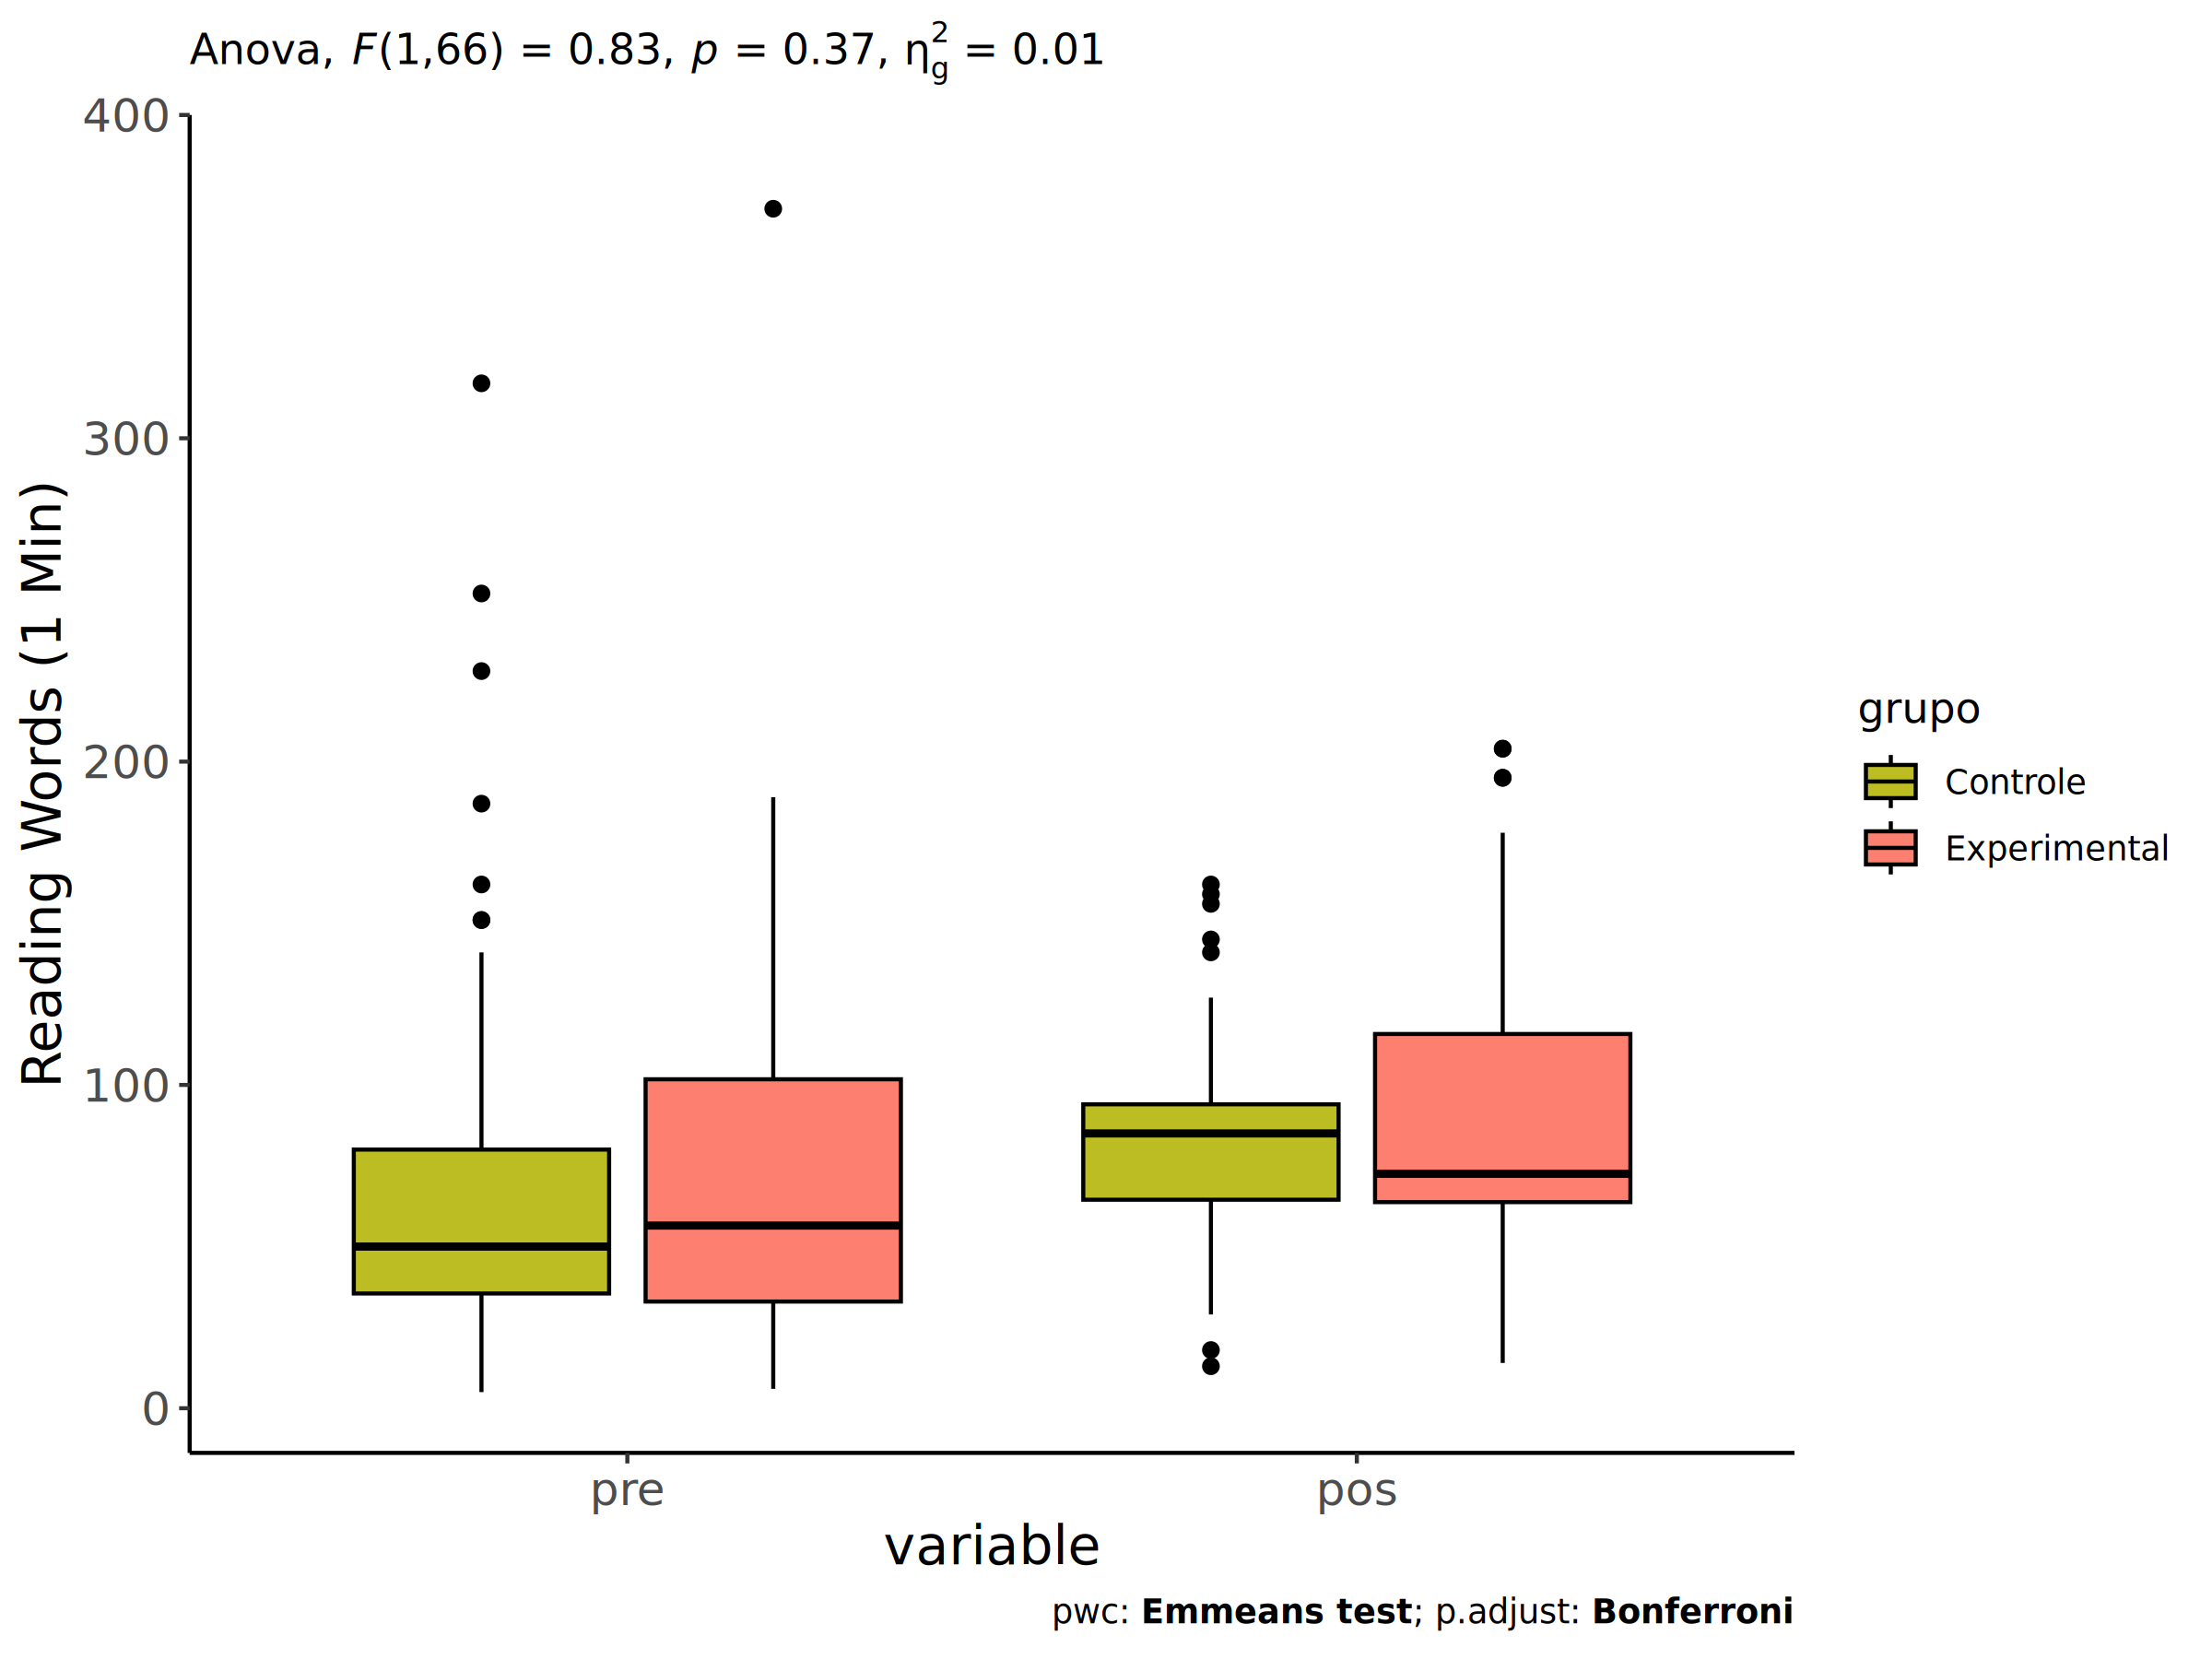 Anova, F(1,66) = 0.83, p = 0.37, η²g = 0.01
Reading Words (1 Min)
400
300
200
100
0
pre
pos
variable
grupo
Controle
Experimental
pwc: Emmeans test; p.adjust: Bonferroni